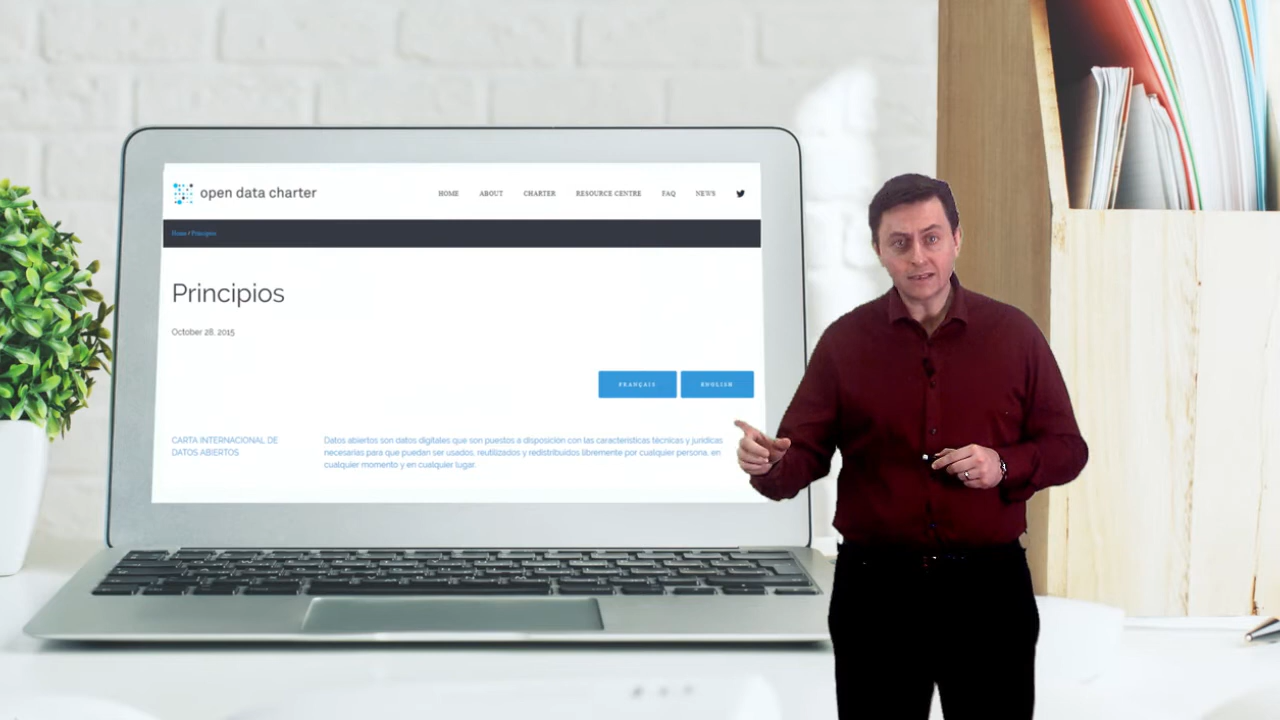 open data charter
HOME ABOUT CHARTER RESOURCE CENTRE FAQ NEWS
Home / Principios
Principios
October 28, 2015
FRANÇAIS ENGLISH
CARTA INTERNACIONAL DE
DATOS ABIERTOS
Datos abiertos son datos digitales que son puestos a disposición con las características técnicas y jurídicas
necesarias para que puedan ser usados, reutilizados y redistribuidos libremente por cualquier persona, en
cualquier momento y en cualquier lugar.